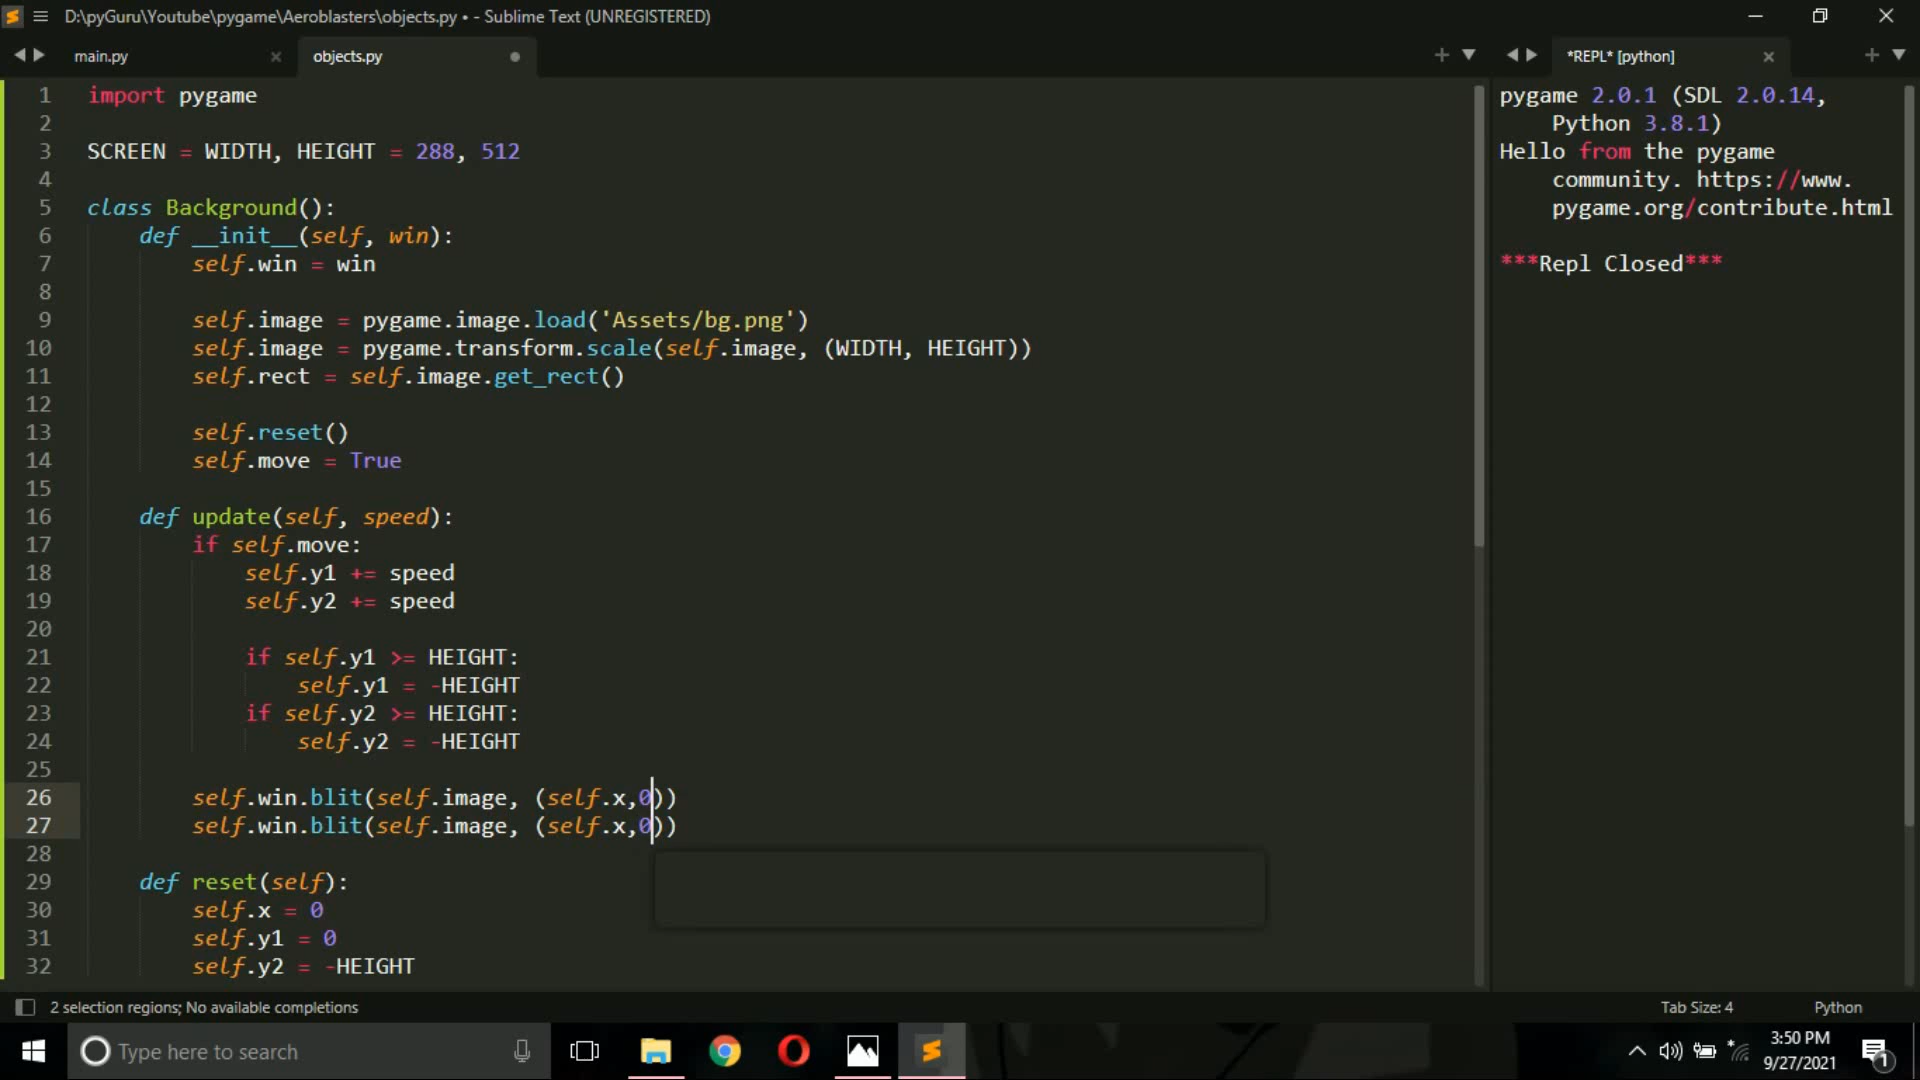 D:\pyGuru\Youtube\pygame\Aeroblasters\objects.py • - Sublime Text (UNREGISTERED)
main.py
objects.py
*REPL* [python]
1 import pygame
2
3 SCREEN = WIDTH, HEIGHT = 288, 512
4
5 class Background():
6 def __init__(self, win):
7 self.win = win
8
9 self.image = pygame.image.load('Assets/bg.png')
10 self.image = pygame.transform.scale(self.image, (WIDTH, HEIGHT))
11 self.rect = self.image.get_rect()
12
13 self.reset()
14 self.move = True
15
16 def update(self, speed):
17 if self.move:
18 self.y1 += speed
19 self.y2 += speed
20
21 if self.y1 >= HEIGHT:
22 self.y1 = -HEIGHT
23 if self.y2 >= HEIGHT:
24 self.y2 = -HEIGHT
25
26 self.win.blit(self.image, (self.x,0))
27 self.win.blit(self.image, (self.x,0))
28
29 def reset(self):
30 self.x = 0
31 self.y1 = 0
32 self.y2 = -HEIGHT
pygame 2.0.1 (SDL 2.0.14,
Python 3.8.1)
Hello from the pygame
community. https://www.
pygame.org/contribute.html
***Repl Closed***
2 selection regions; No available completions
Tab Size: 4
Python
Type here to search
3:50 PM
9/27/2021
1